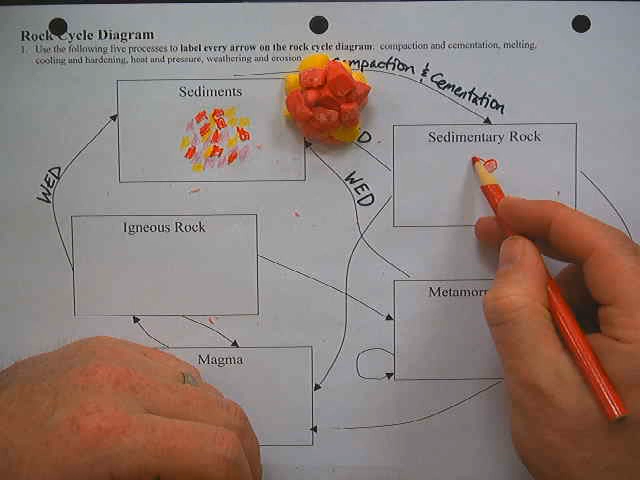 Rock Cycle Diagram
1. Use the following five processes to label every arrow on the rock cycle diagram: compaction and cementation, melting,
cooling and hardening, heat and pressure, weathering and erosion
Compaction & Cementation
Sediments
Sedimentary Rock
WED
WED
Igneous Rock
Metamor
Magma